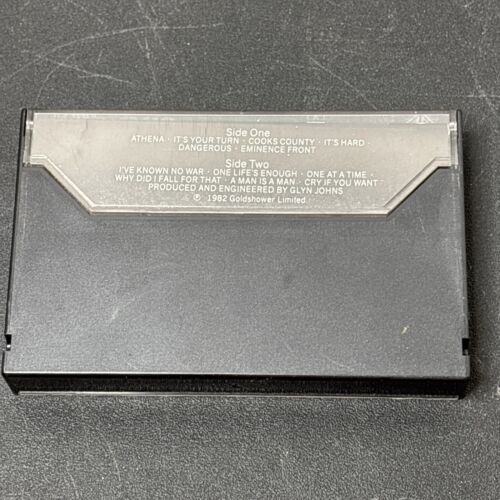 Side One
ATHENA · IT'S YOUR TURN · COOKS COUNTY · IT'S HARD
DANGEROUS · EMINENCE FRONT
Side Two
I'VE KNOWN NO WAR · ONE LIFE'S ENOUGH · ONE AT A TIME ·
WHY DID I FALL FOR THAT · A MAN IS A MAN · CRY IF YOU WANT
PRODUCED AND ENGINEERED BY GLYN JOHNS
℗ 1982 Goldshower Limited